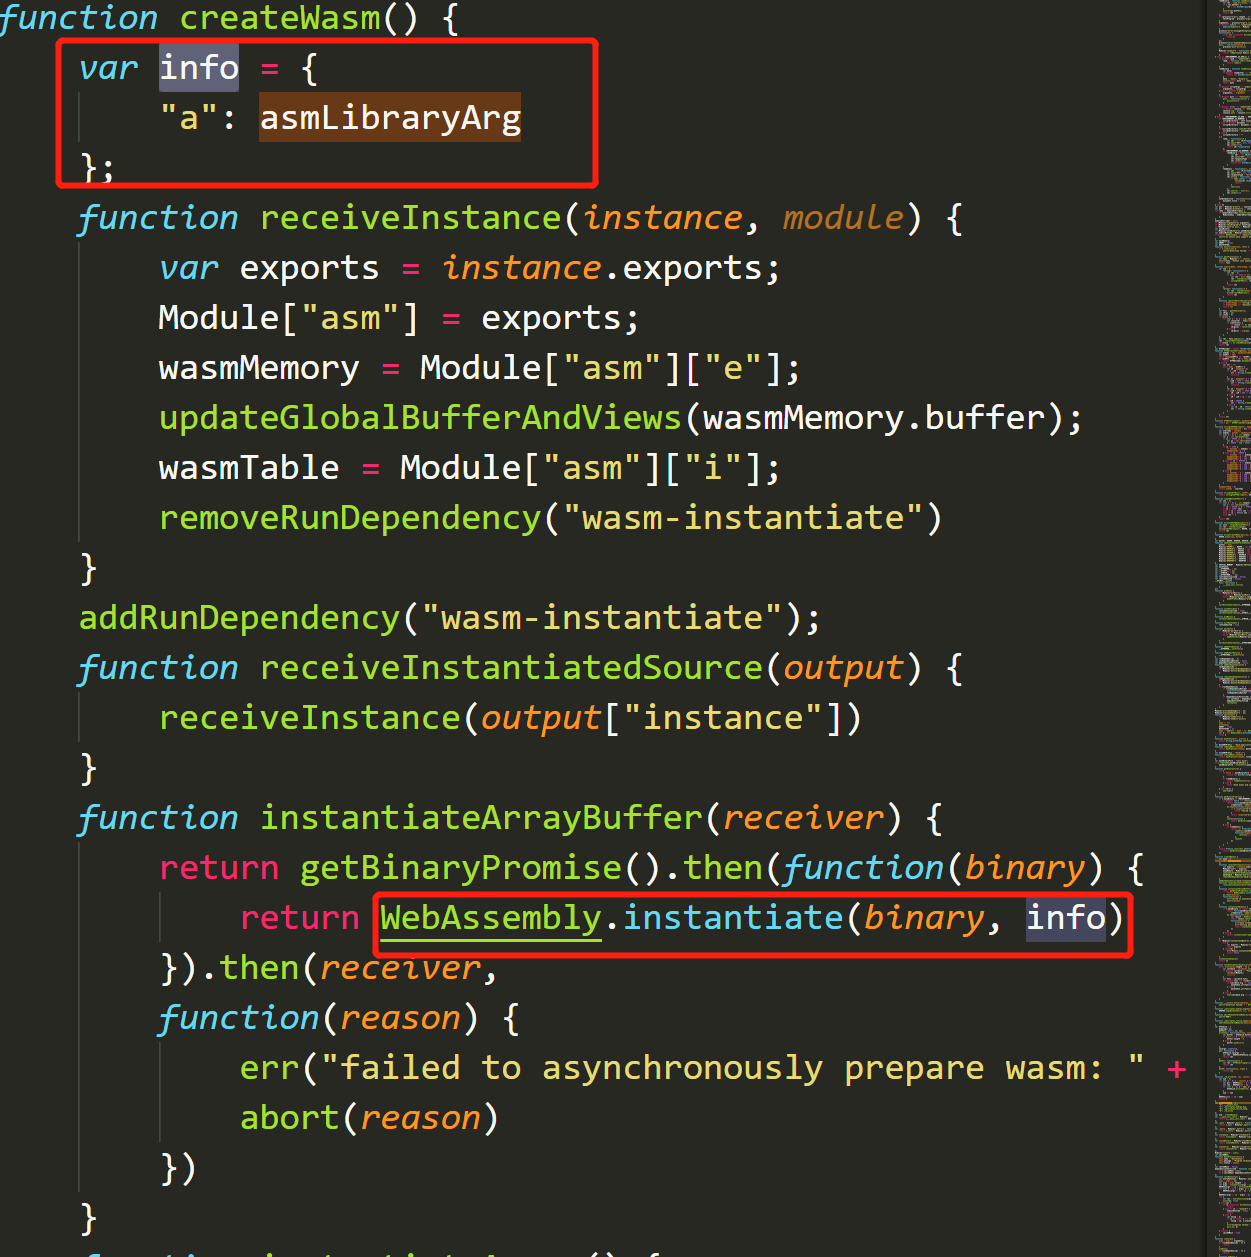 function createWasm() {
var info = {
"a": asmLibraryArg
};
function receiveInstance(instance, module) {
var exports = instance.exports;
Module["asm"] = exports;
wasmMemory = Module["asm"]["e"];
updateGlobalBufferAndViews(wasmMemory.buffer);
wasmTable = Module["asm"]["i"];
removeRunDependency("wasm-instantiate")
}
addRunDependency("wasm-instantiate");
function receiveInstantiatedSource(output) {
receiveInstance(output["instance"])
}
function instantiateArrayBuffer(receiver) {
return getBinaryPromise().then(function(binary) {
return WebAssembly.instantiate(binary, info)
}).then(receiver,
function(reason) {
err("failed to asynchronously prepare wasm: " +
abort(reason)
})
}